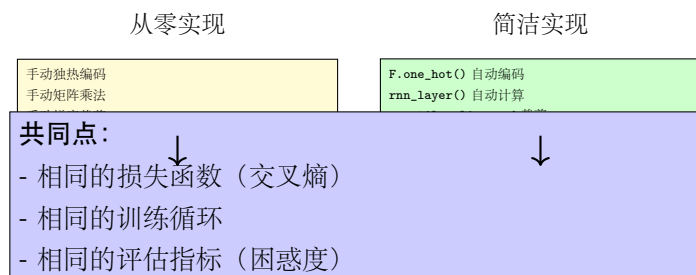 从零实现
简洁实现
手动独热编码
手动矩阵乘法
F.one_hot() 自动编码
rnn_layer() 自动计算
共同点：
↓ ↓
- 相同的损失函数（交叉熵）
- 相同的训练循环
- 相同的评估指标（困惑度）